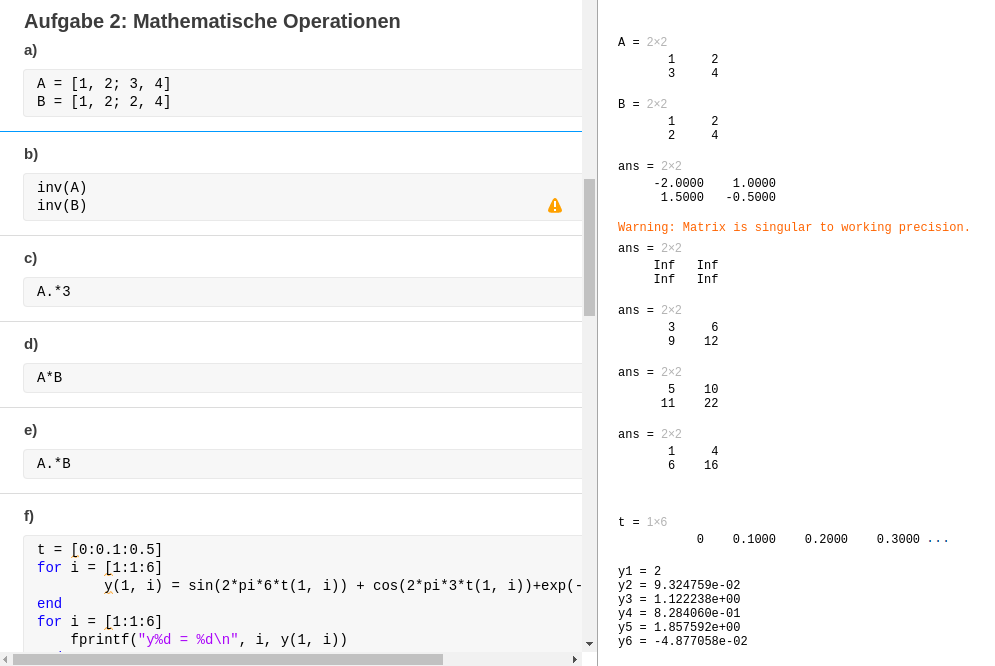 Aufgabe 2: Mathematische Operationen
a)
A = [1, 2; 3, 4]
B = [1, 2; 2, 4]
b)
inv(A)
inv(B)
c)
A.*3
d)
A*B
e)
A.*B
f)
t = [0:0.1:0.5]
for i = [1:1:6]
y(1, i) = sin(2*pi*6*t(1, i)) + cos(2*pi*3*t(1, i))+exp(-
end
for i = [1:1:6]
fprintf("y%d = %d\n", i, y(1, i))
A = 2×2
1 2
3 4
B = 2×2
1 2
2 4
ans = 2×2
-2.0000 1.0000
1.5000 -0.5000
Warning: Matrix is singular to working precision.
ans = 2×2
Inf Inf
Inf Inf
ans = 2×2
3 6
9 12
ans = 2×2
5 10
11 22
ans = 2×2
1 4
6 16
t = 1×6
0 0.1000 0.2000 0.3000 ...
y1 = 2
y2 = 9.324759e-02
y3 = 1.122238e+00
y4 = 8.284060e-01
y5 = 1.857592e+00
y6 = -4.877058e-02